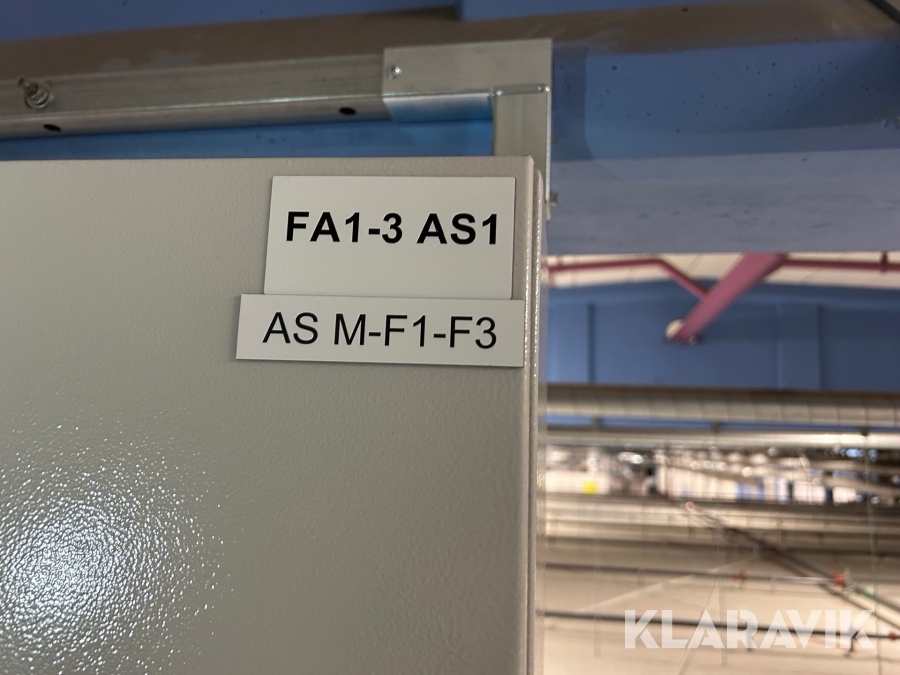 FA1-3 AS1
AS M-F1-F3
KLARAVIK